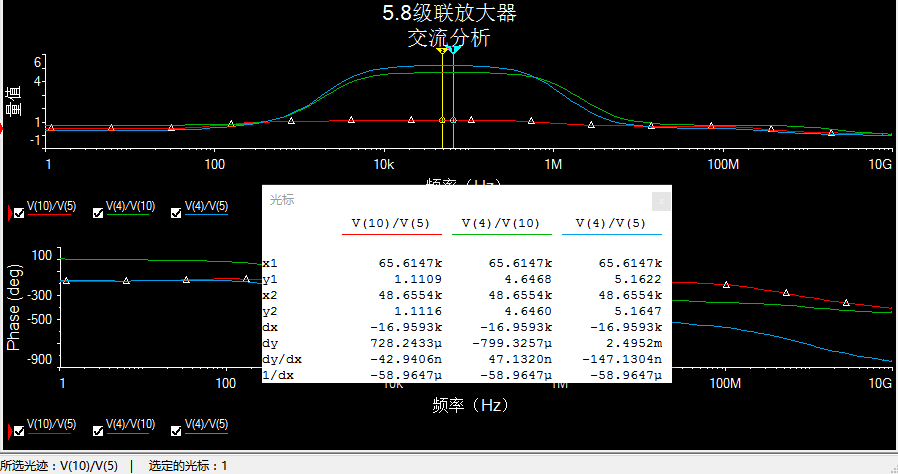 5.8级联放大器
交流分析
6
4
1
-1
量值
1 100 10k 1M 100M 10G
频率(Hz)
V(10)/V(5) V(4)/V(10) V(4)/V(5)
光标
V(10)/V(5) V(4)/V(10) V(4)/V(5)
x1 65.6147k 65.6147k 65.6147k
y1 1.1109 4.6468 5.1622
x2 48.6554k 48.6554k 48.6554k
y2 1.1116 4.6460 5.1647
dx -16.9593k -16.9593k -16.9593k
dy 728.2433µ -799.3257µ 2.4952m
dy/dx -42.9406n 47.1320n -147.1304n
1/dx -58.9647µ -58.9647µ -58.9647µ
100
-300
-500
-900
Phase (deg)
1 100 10k 1M 100M 10G
频率(Hz)
V(10)/V(5) V(4)/V(10) V(4)/V(5)
所选光迹:V(10)/V(5) | 选定的光标:1